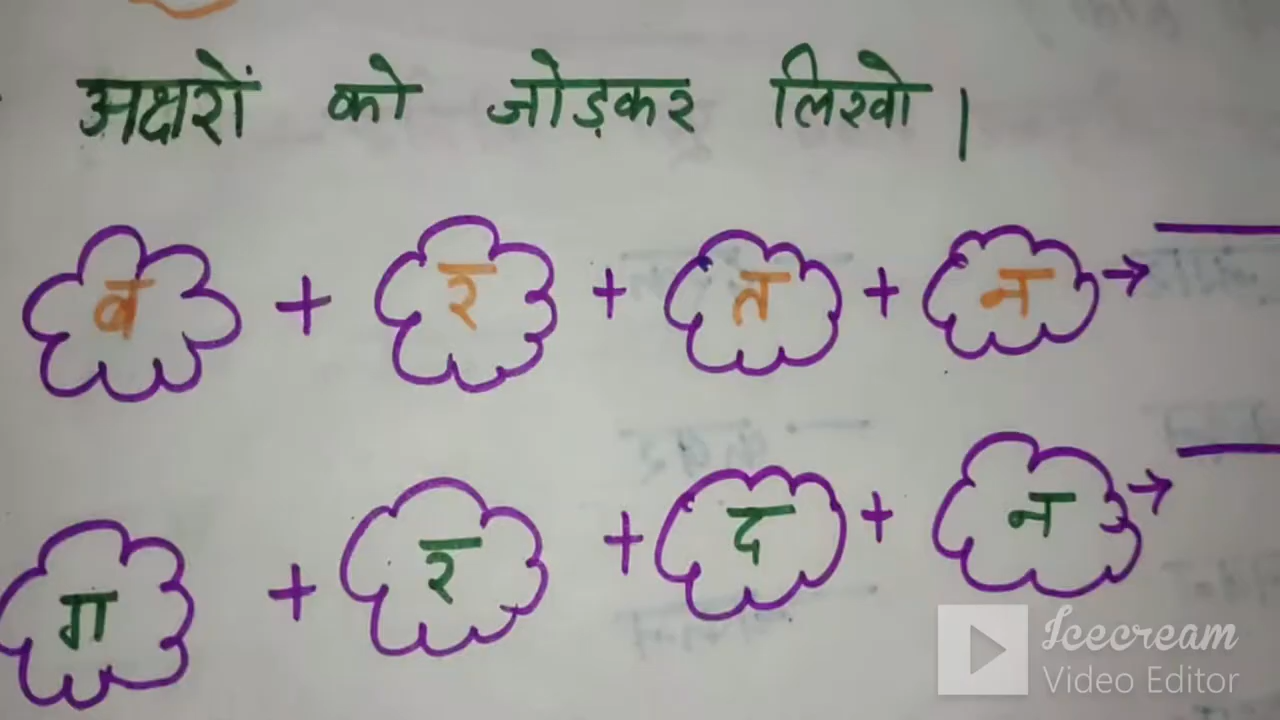 अक्षरों को जोड़कर लिखो।
ब + र + त + न →
ग + र + द + न →
Icecream
Video Editor